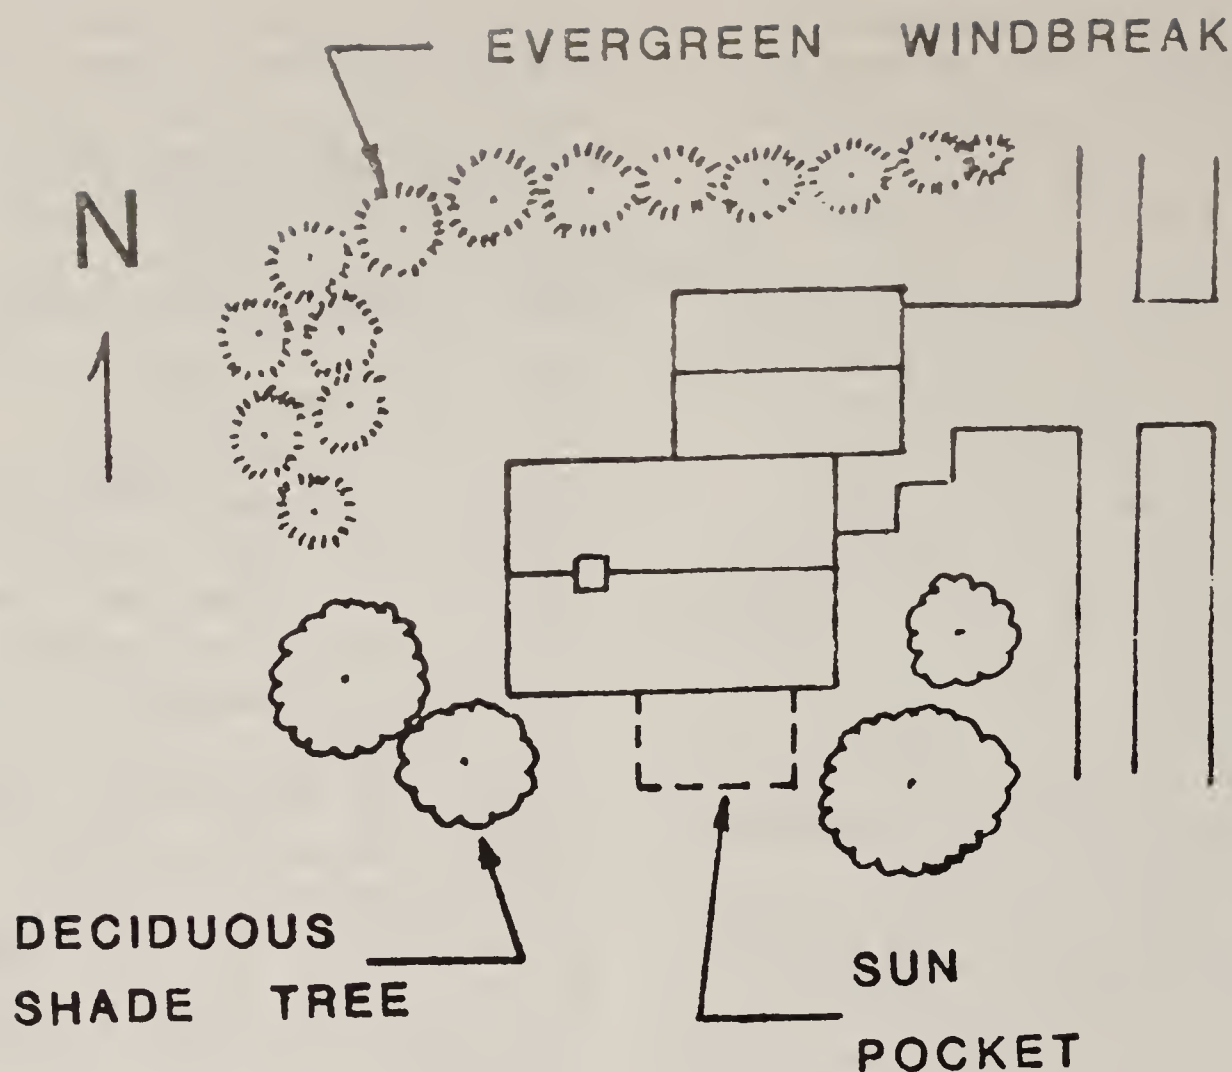 EVERGREEN WINDBREAK
N
DECIDUOUS
SHADE TREE
SUN
POCKET